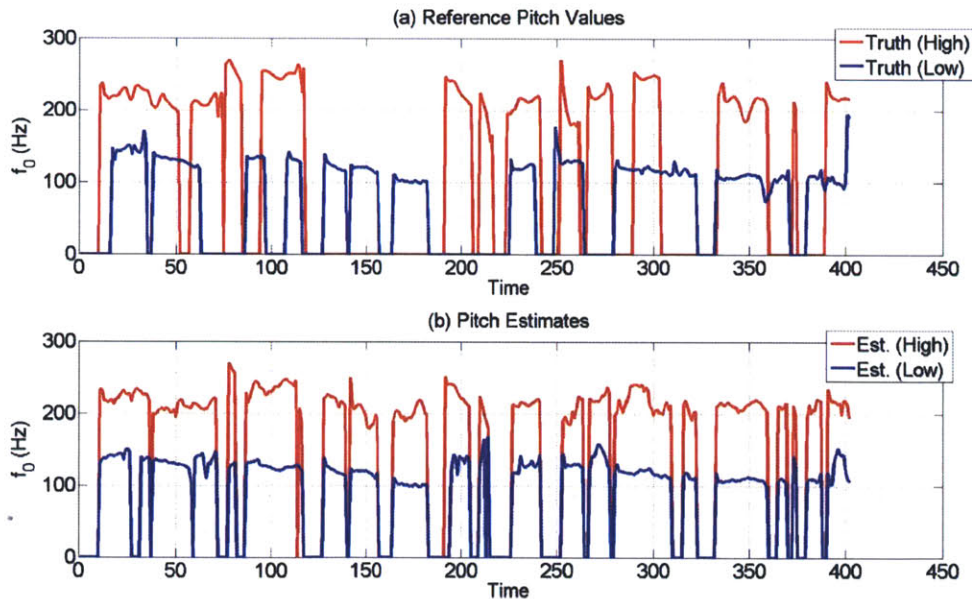 (a) Reference Pitch Values
300
200
100
0
f0 (Hz)
Truth (High)
Truth (Low)
0 50 100 150 200 250 300 350 400 450
Time
(b) Pitch Estimates
300
200
100
0
f0 (Hz)
Est. (High)
Est. (Low)
0 50 100 150 200 250 300 350 400 450
Time